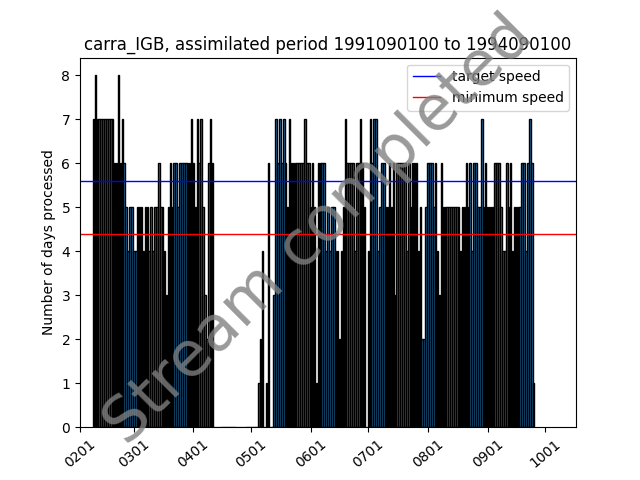 carra_IGB, assimilated period 1991090100 to 1994090100
target speed
minimum speed
Stream completed
Number of days processed
8
7
6
5
4
3
2
1
0
0201 0301 0401 0501 0601 0701 0801 0901 1001